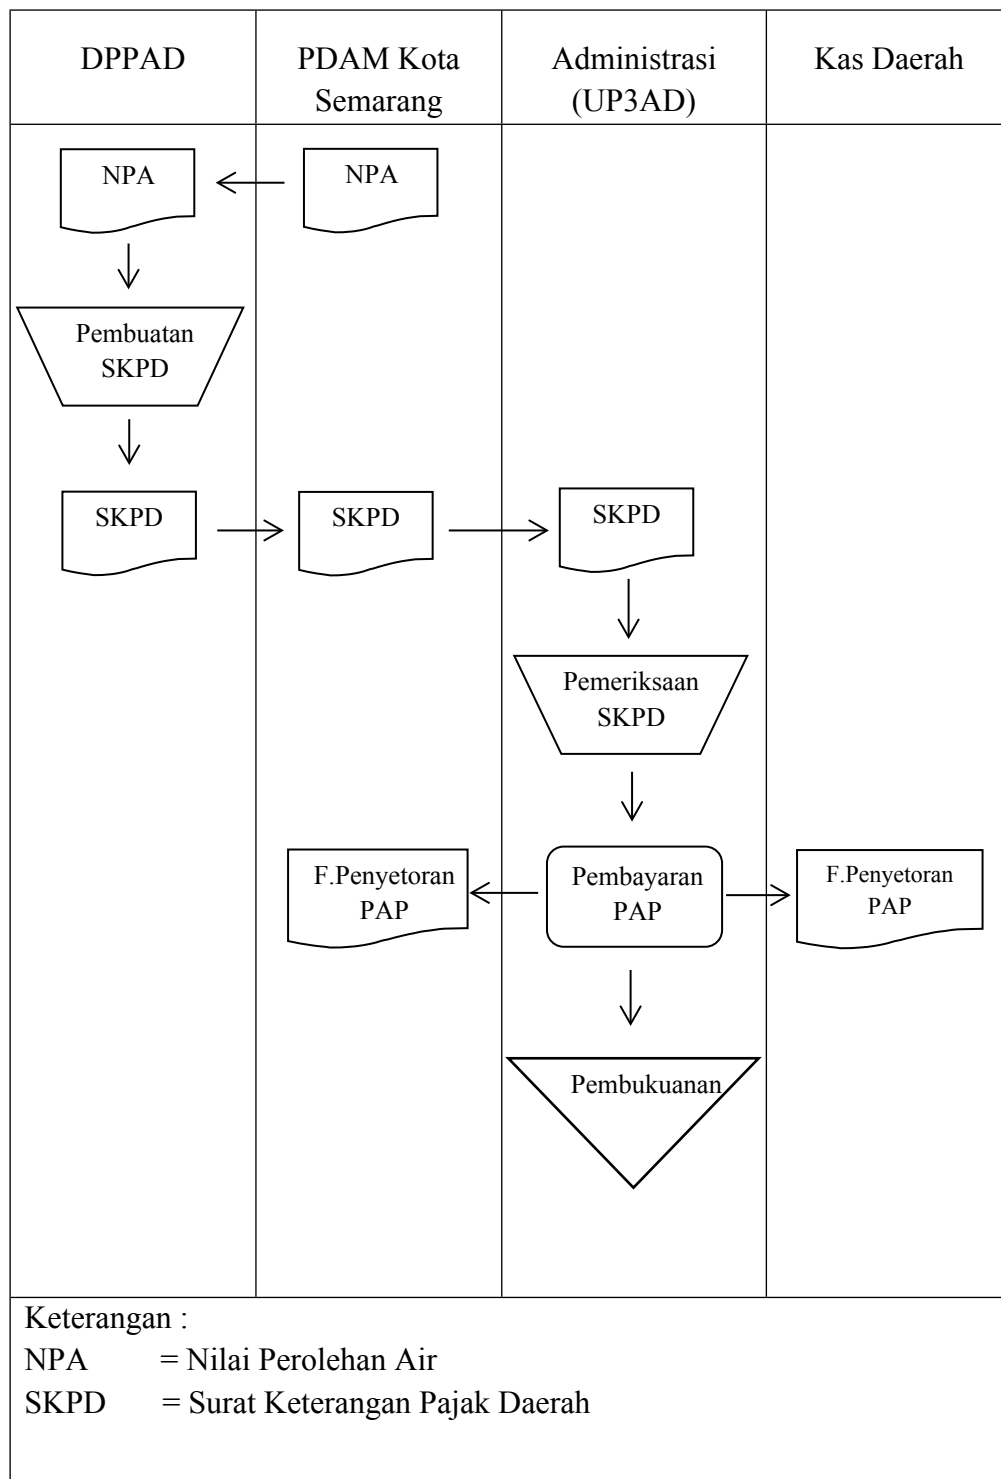 DPPAD
PDAM Kota
Semarang
Administrasi
(UP3AD)
Kas Daerah
NPA
NPA
Pembuatan
SKPD
SKPD
SKPD
SKPD
Pemeriksaan
SKPD
F.Penyetoran
PAP
Pembayaran
PAP
F.Penyetoran
PAP
Pembukuanan
Keterangan :
NPA = Nilai Perolehan Air
SKPD = Surat Keterangan Pajak Daerah